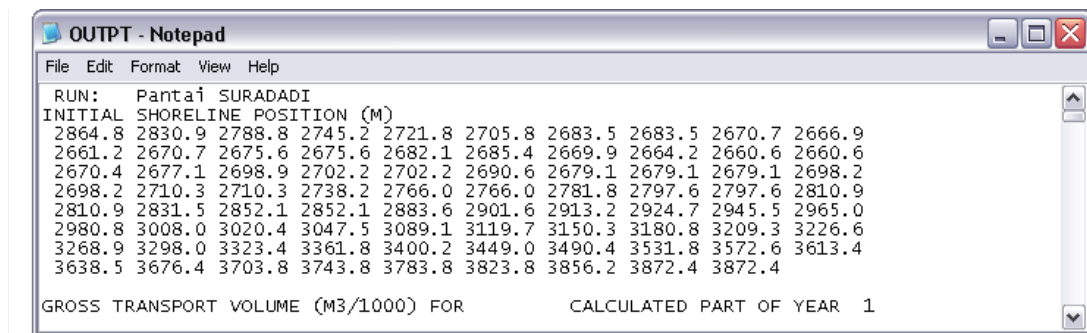 OUTPT - Notepad
File Edit Format View Help
RUN: Pantai SURADADI
INITIAL SHORELINE POSITION (M)
2864.8 2830.9 2788.8 2745.2 2721.8 2705.8 2683.5 2683.5 2670.7 2666.9
2661.2 2670.7 2675.6 2675.6 2682.1 2685.4 2669.9 2664.2 2660.6 2660.6
2670.4 2677.1 2698.9 2702.2 2702.2 2690.6 2679.1 2679.1 2679.1 2698.2
2698.2 2710.3 2710.3 2738.2 2766.0 2766.0 2781.8 2797.6 2797.6 2810.9
2810.9 2831.5 2852.1 2852.1 2883.6 2901.6 2913.2 2924.7 2945.5 2965.0
2980.8 3008.0 3020.4 3047.5 3089.1 3119.7 3150.3 3180.8 3209.3 3226.6
3268.9 3298.0 3323.4 3361.8 3400.2 3449.0 3490.4 3531.8 3572.6 3613.4
3638.5 3676.4 3703.8 3743.8 3783.8 3823.8 3856.2 3872.4 3872.4
GROSS TRANSPORT VOLUME (M3/1000) FOR CALCULATED PART OF YEAR 1